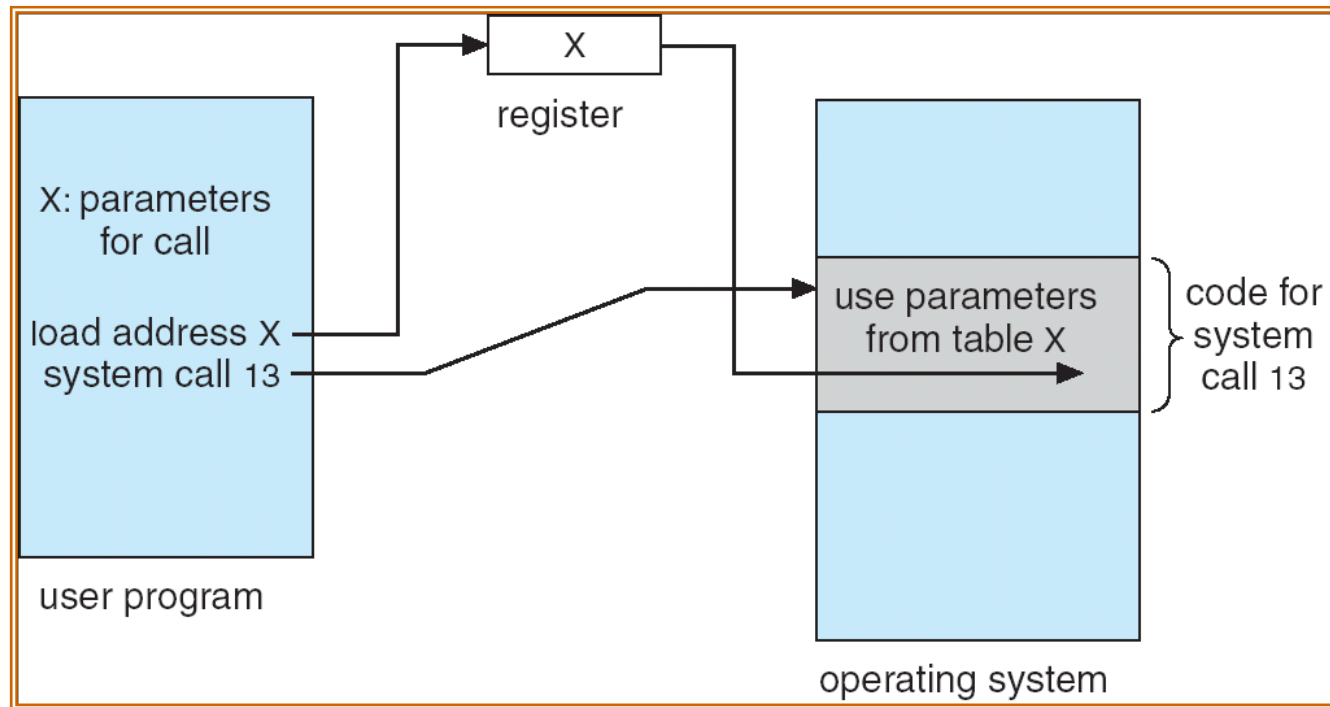 X
register
X: parameters
for call
load address X
system call 13
user program
use parameters
from table X
code for
system
call 13
operating system